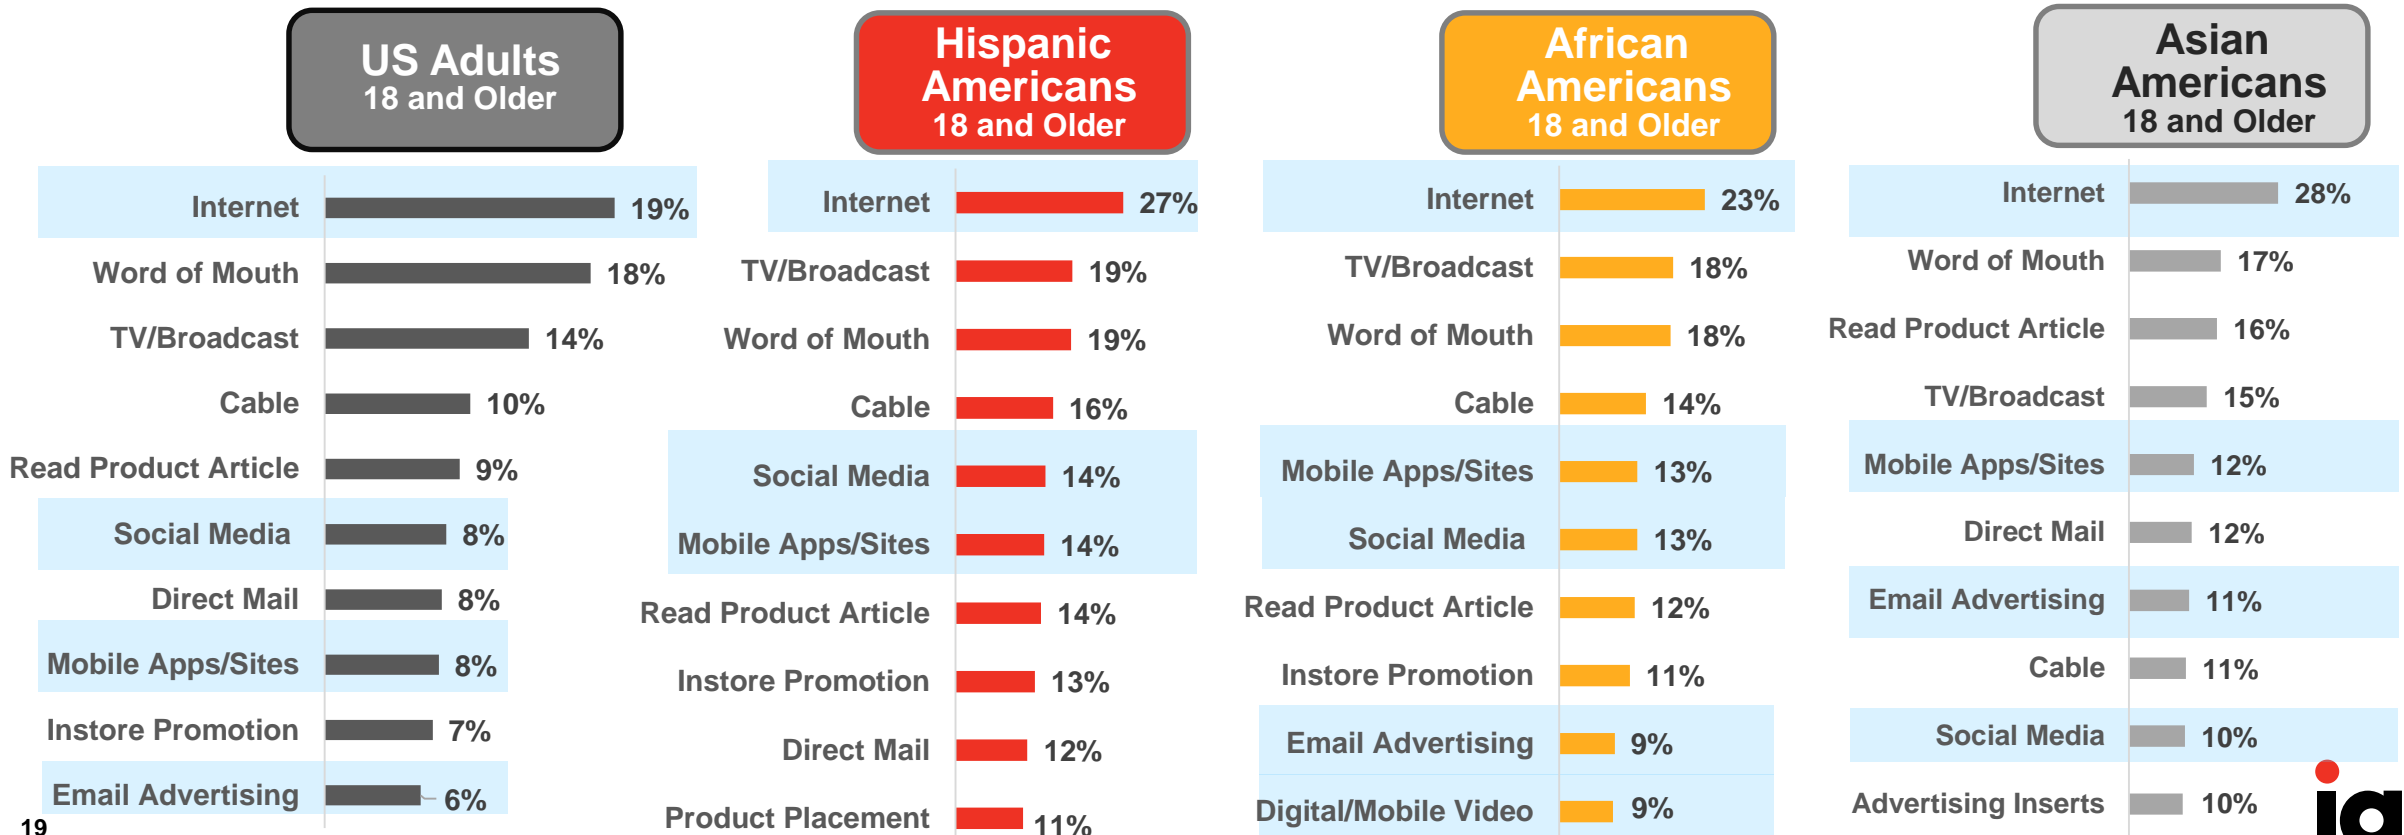 US Adults
18 and Older
Internet 19%
Word of Mouth 18%
TV/Broadcast 14%
Cable 10%
Read Product Article 9%
Social Media 8%
Direct Mail 8%
Mobile Apps/Sites 8%
Instore Promotion 7%
Email Advertising 6%
Hispanic
Americans
18 and Older
Internet 27%
TV/Broadcast 19%
Word of Mouth 19%
Cable 16%
Social Media 14%
Mobile Apps/Sites 14%
Read Product Article 14%
Instore Promotion 13%
Direct Mail 12%
Product Placement 11%
African
Americans
18 and Older
Internet 23%
TV/Broadcast 18%
Word of Mouth 18%
Cable 14%
Mobile Apps/Sites 13%
Social Media 13%
Read Product Article 12%
Instore Promotion 11%
Email Advertising 9%
Digital/Mobile Video 9%
Asian
Americans
18 and Older
Internet 28%
Word of Mouth 17%
Read Product Article 16%
TV/Broadcast 15%
Mobile Apps/Sites 12%
Direct Mail 12%
Email Advertising 11%
Cable 11%
Social Media 10%
Advertising Inserts 10%
19